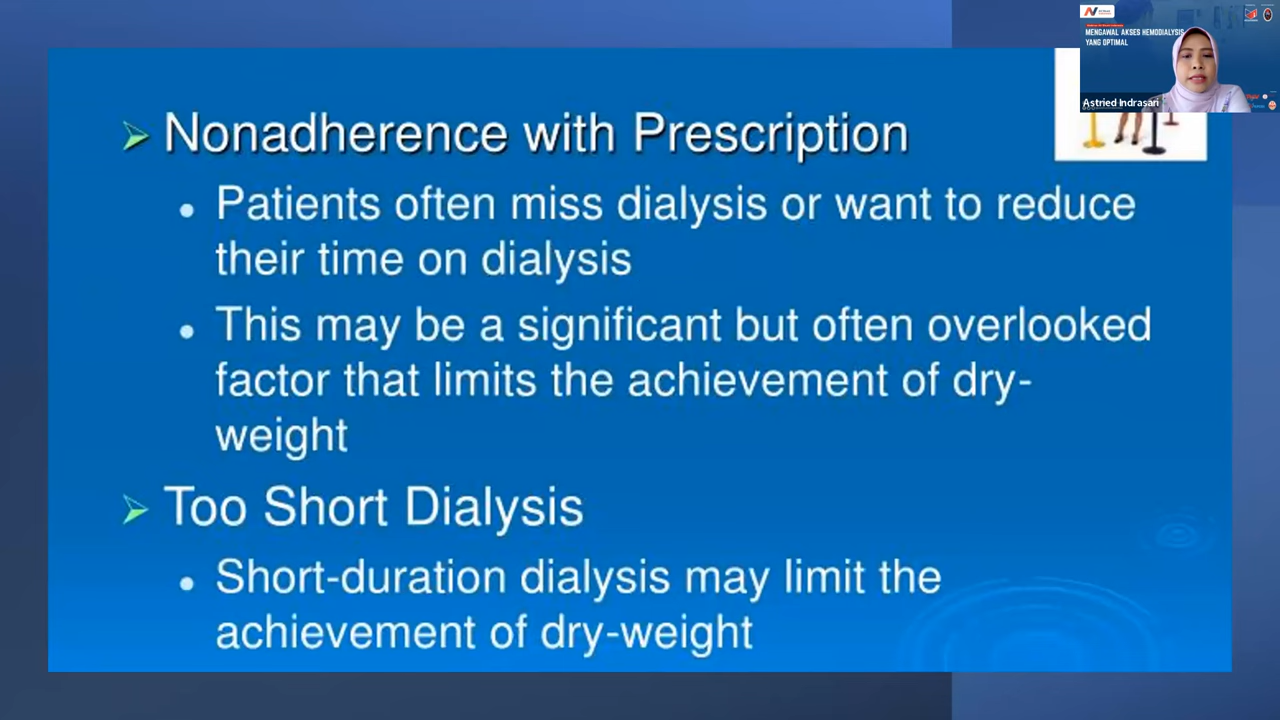 Nonadherence with Prescription
Patients often miss dialysis or want to reduce
their time on dialysis
This may be a significant but often overlooked
factor that limits the achievement of dry-
weight
Too Short Dialysis
Short-duration dialysis may limit the
achievement of dry-weight
MENGAWAL AKSES HEMODIALYSIS
YANG OPTIMAL
Astried Indrasari